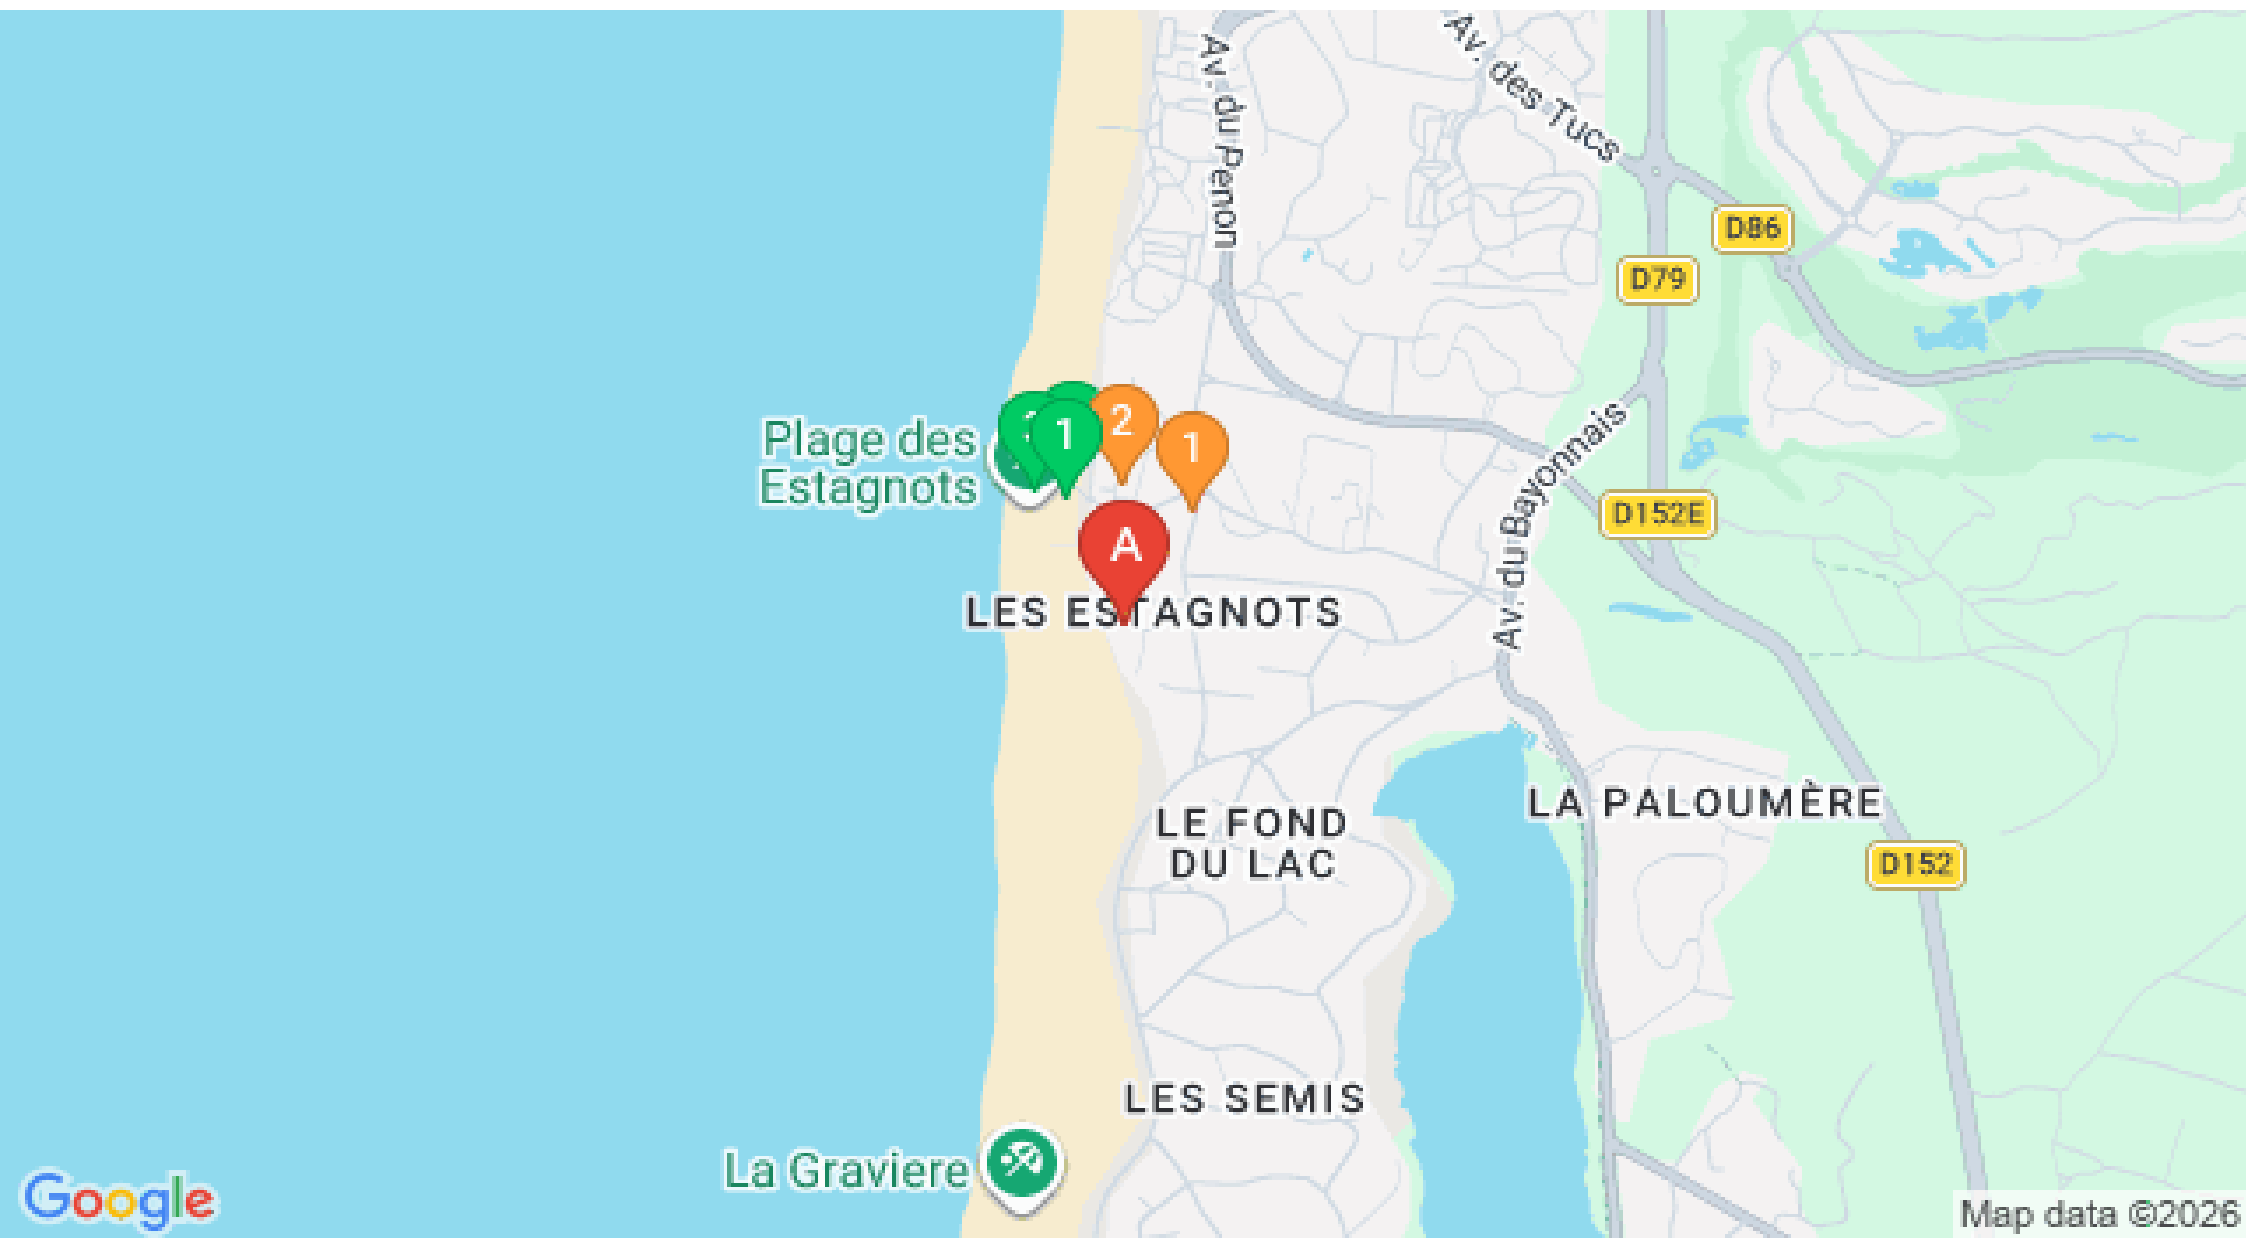 Av. du Penon
Av. des Tucs
D86
D79
Plage des
Estagnots
1
2
1
Av. du Bayonnais
D152E
A
LES ESTAGNOTS
LA PALOUMÈRE
LE FOND
DU LAC
D152
LES SEMIS
La Graviere
Google
Map data ©2026